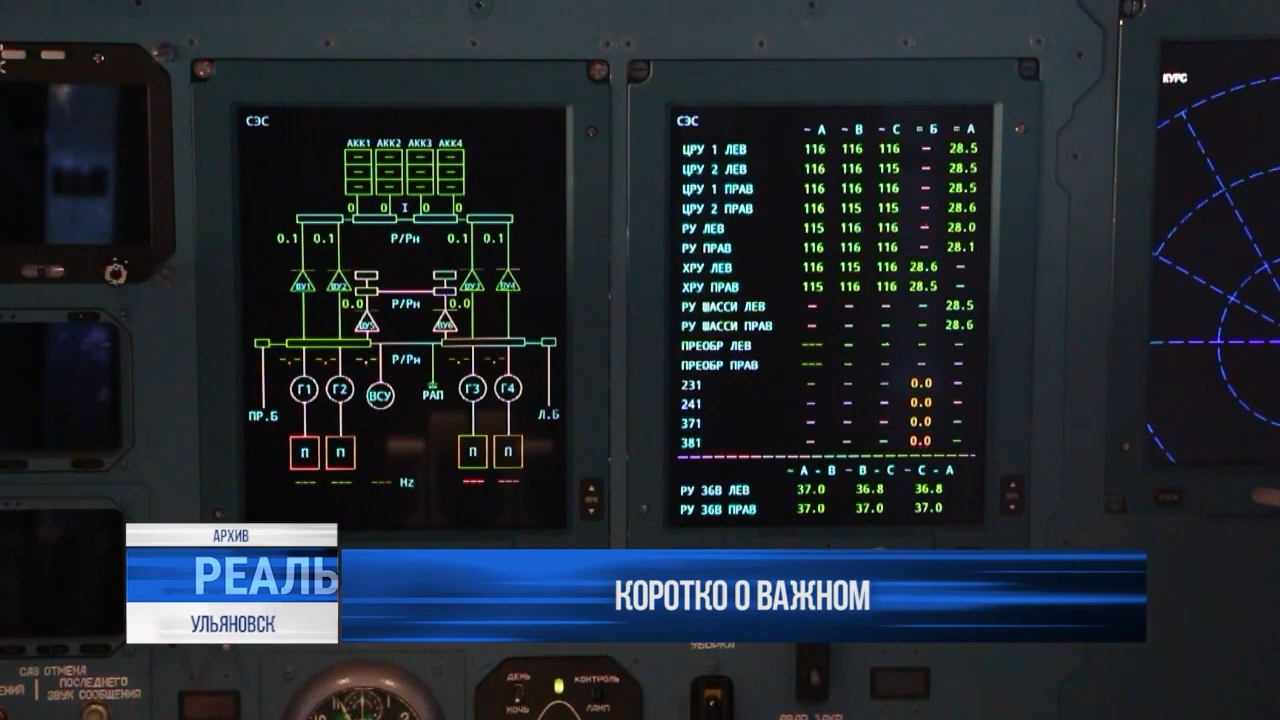 КУРС
СЭС
АКК1 АКК2 АКК3 АКК4
0 0 I 0 0
0.1 0.1 Р/Рн 0.1 0.1
ВУ1 ВУ2 ВУ3 ВУ4
0.0 Р/Рн 0.0
ВУ5 ВУ6
--.- --.- Р/Рн --.- --.-
Г1 Г2 ВСУ РАП Г3 Г4
ПР.Б Л.Б
П П П П
--- --- --- Hz --- ---
СЭС
~ А ~ В ~ С = Б = А
ЦРУ 1 ЛЕВ 116 116 116 – 28.5
ЦРУ 2 ЛЕВ 116 116 115 – 28.5
ЦРУ 1 ПРАВ 116 116 116 – 28.5
ЦРУ 2 ПРАВ 116 115 115 – 28.6
РУ ЛЕВ 115 116 116 – 28.0
РУ ПРАВ 116 116 116 – 28.1
ХРУ ЛЕВ 116 115 116 28.6 –
ХРУ ПРАВ 115 116 116 28.5 –
РУ ШАССИ ЛЕВ – – – – 28.5
РУ ШАССИ ПРАВ – – – – 28.6
ПРЕОБР ЛЕВ --- – – – –
ПРЕОБР ПРАВ --- – – – –
231 – – – 0.0 –
241 – – – 0.0 –
371 – – – 0.0 –
381 – – – 0.0 –
~ А - В ~ В - С ~ С - А
РУ 36В ЛЕВ 37.0 36.8 36.8
РУ 36В ПРАВ 37.0 37.0 37.0
АРХИВ
РЕАЛЬ
УЛЬЯНОВСК
КОРОТКО О ВАЖНОМ
УБОРКА
САS ОТМЕНА
ПОСЛЕДНЕГО
ЗВУК СООБЩЕНИЯ
ДЕНЬ
НОЧЬ
КОНТРОЛЬ
ЛАМП